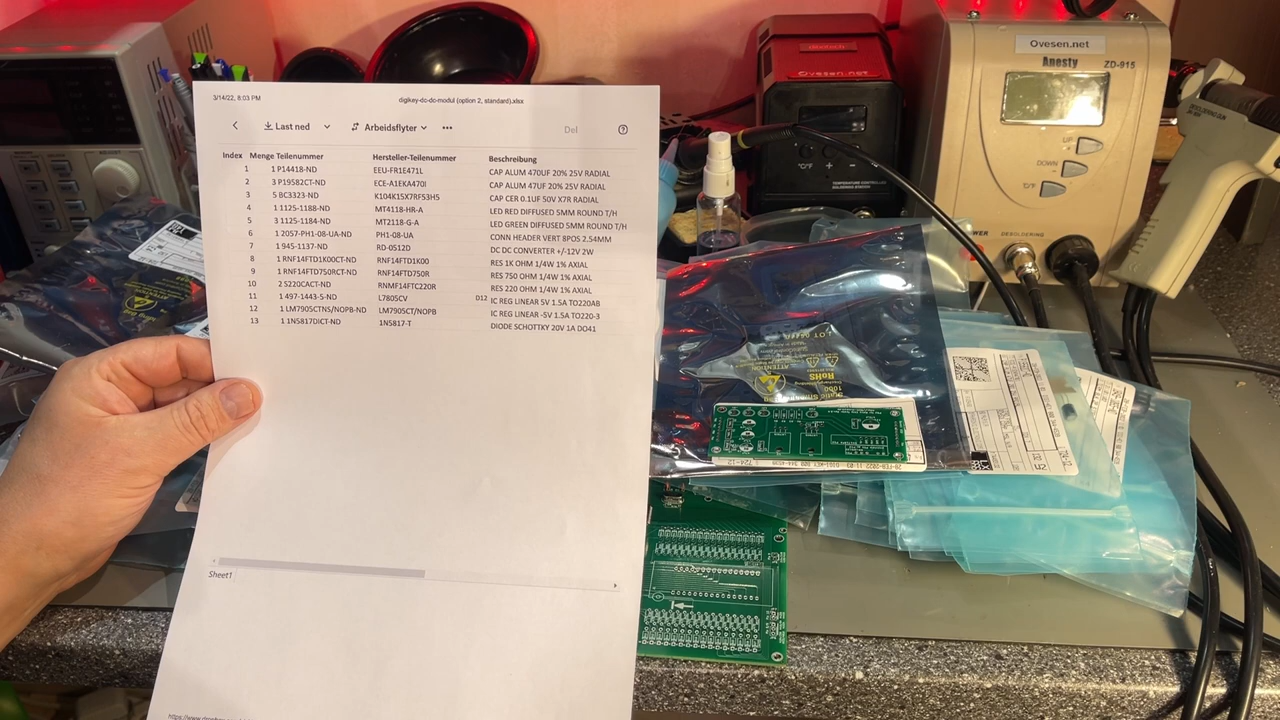 3/14/22, 8:03 PM
digikey-dc-dc-modul (option 2, standard).xlsx
Last ned
Arbeidsflyter
Del
Index Menge Teilenummer Hersteller-Teilenummer Beschreibung
1 1 P14418-ND EEU-FR1E471L CAP ALUM 470UF 20% 25V RADIAL
2 3 P19582CT-ND ECE-A1EKA470I CAP ALUM 47UF 20% 25V RADIAL
3 5 BC3323-ND K104K15X7RF53H5 CAP CER 0.1UF 50V X7R RADIAL
4 1 1125-1188-ND MT4118-HR-A LED RED DIFFUSED 5MM ROUND T/H
5 3 1125-1184-ND MT2118-G-A LED GREEN DIFFUSED 5MM ROUND T/H
6 1 2057-PH1-08-UA-ND PH1-08-UA CONN HEADER VERT 8POS 2.54MM
7 1 945-1137-ND RD-0512D DC DC CONVERTER +/-12V 2W
8 1 RNF14FTD1K00CT-ND RNF14FTD1K00 RES 1K OHM 1/4W 1% AXIAL
9 1 RNF14FTD750RCT-ND RNF14FTD750R RES 750 OHM 1/4W 1% AXIAL
10 2 S220CACT-ND RNMF14FTC220R RES 220 OHM 1/4W 1% AXIAL
11 1 497-1443-5-ND L7805CV D12 IC REG LINEAR 5V 1.5A TO220AB
12 1 LM7905CTNS/NOPB-ND LM7905CT/NOPB IC REG LINEAR -5V 1.5A TO220-3
13 1 1N5817DICT-ND 1N5817-T DIODE SCHOTTKY 20V 1A DO41
Sheet1
Ovesen.net
TEMPERATURE CONTROLLED
SOLDERING STATION
°C/°F
Ovesen.net
Apesty
ZD-915
UP
DOWN
°C/°F
DESOLDERING
ATTENTION
RoHS